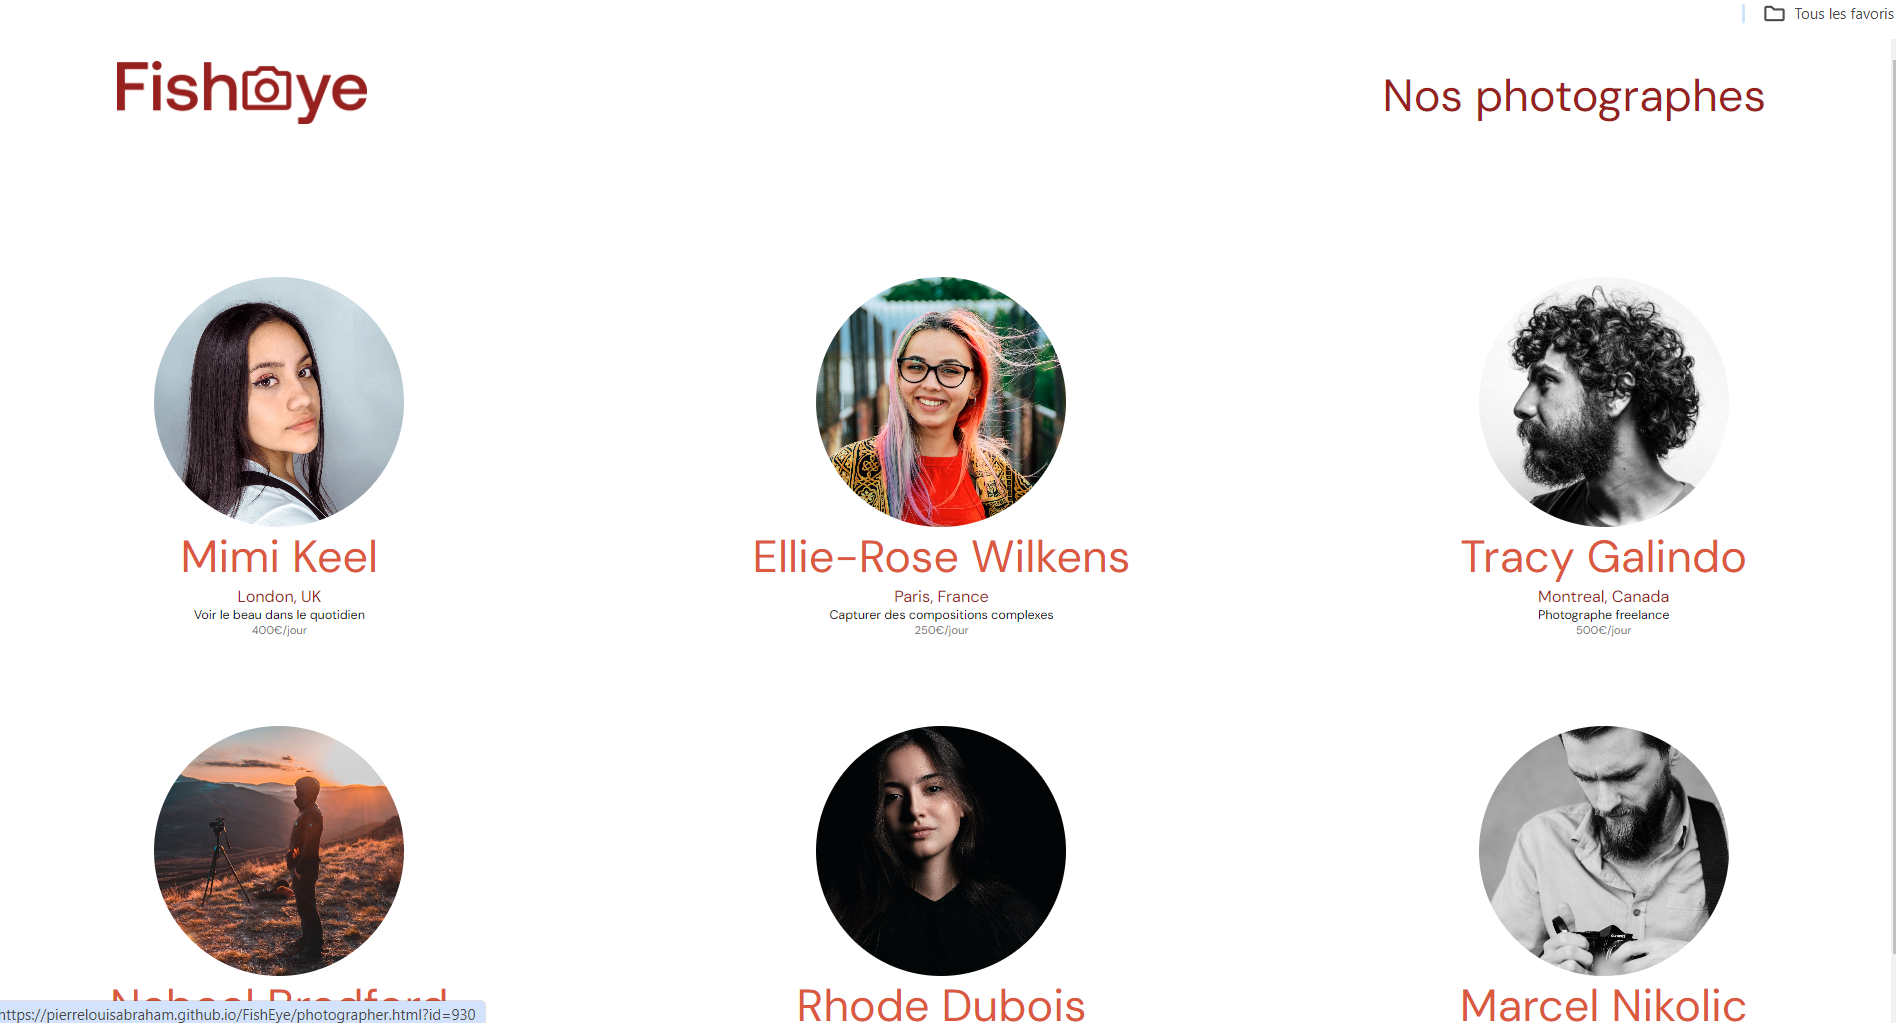 Tous les favoris
FishEye
Nos photographes
Mimi Keel
London, UK
Voir le beau dans le quotidien
400€/jour
Ellie-Rose Wilkens
Paris, France
Capturer des compositions complexes
250€/jour
Tracy Galindo
Montreal, Canada
Photographe freelance
500€/jour
Rhode Dubois
Marcel Nikolic
https://pierrelouisabraham.github.io/FishEye/photographer.html?id=930